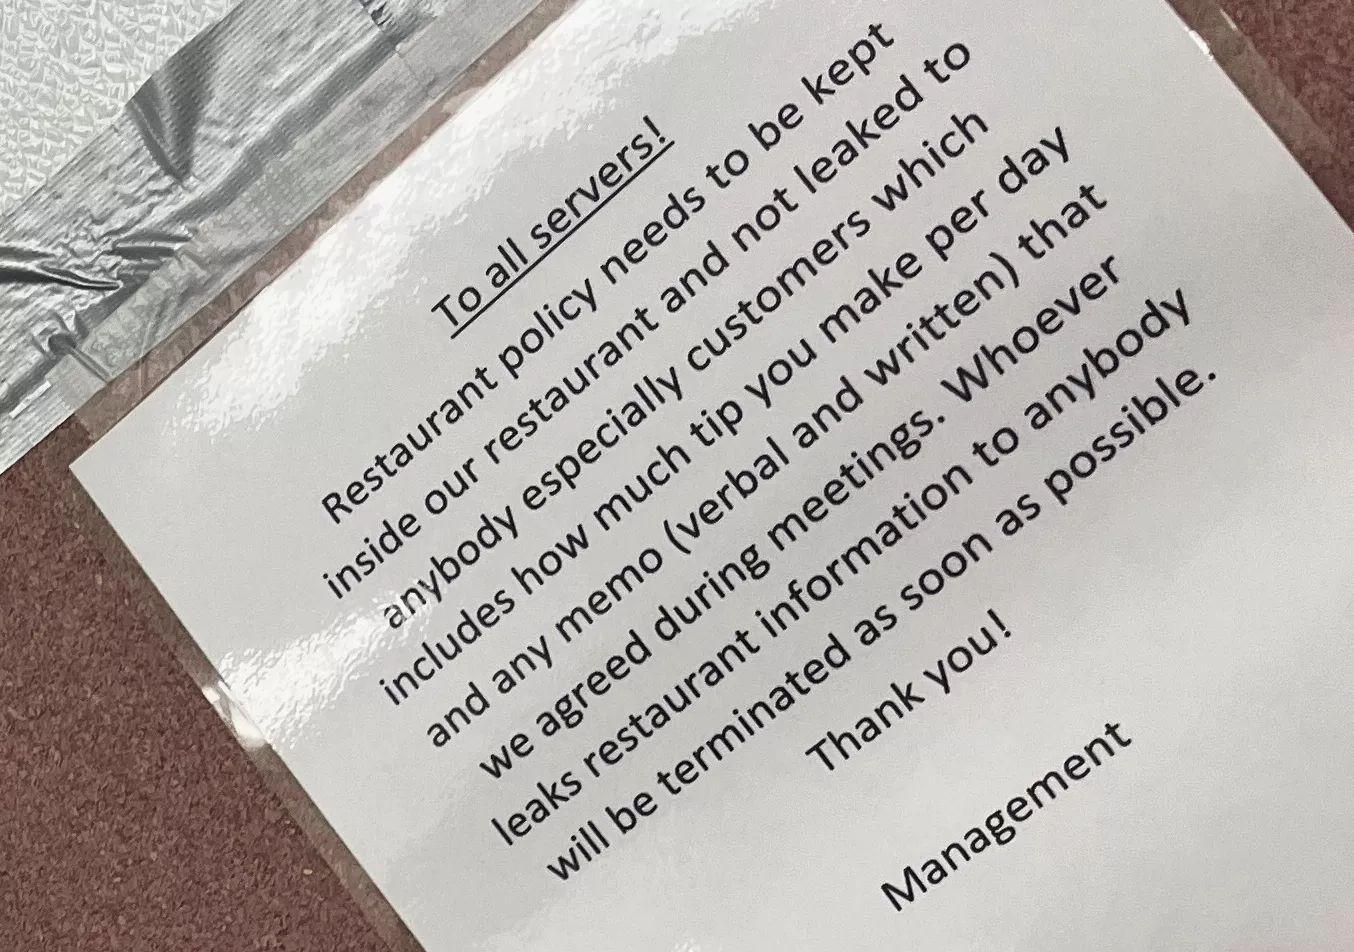 To all servers!
Restaurant policy needs to be kept
inside our restaurant and not leaked to
anybody especially customers which
includes how much tip you make per day
and any memo (verbal and written) that
we agreed during meetings. Whoever
leaks restaurant information to anybody
will be terminated as soon as possible.
Thank you!
Management